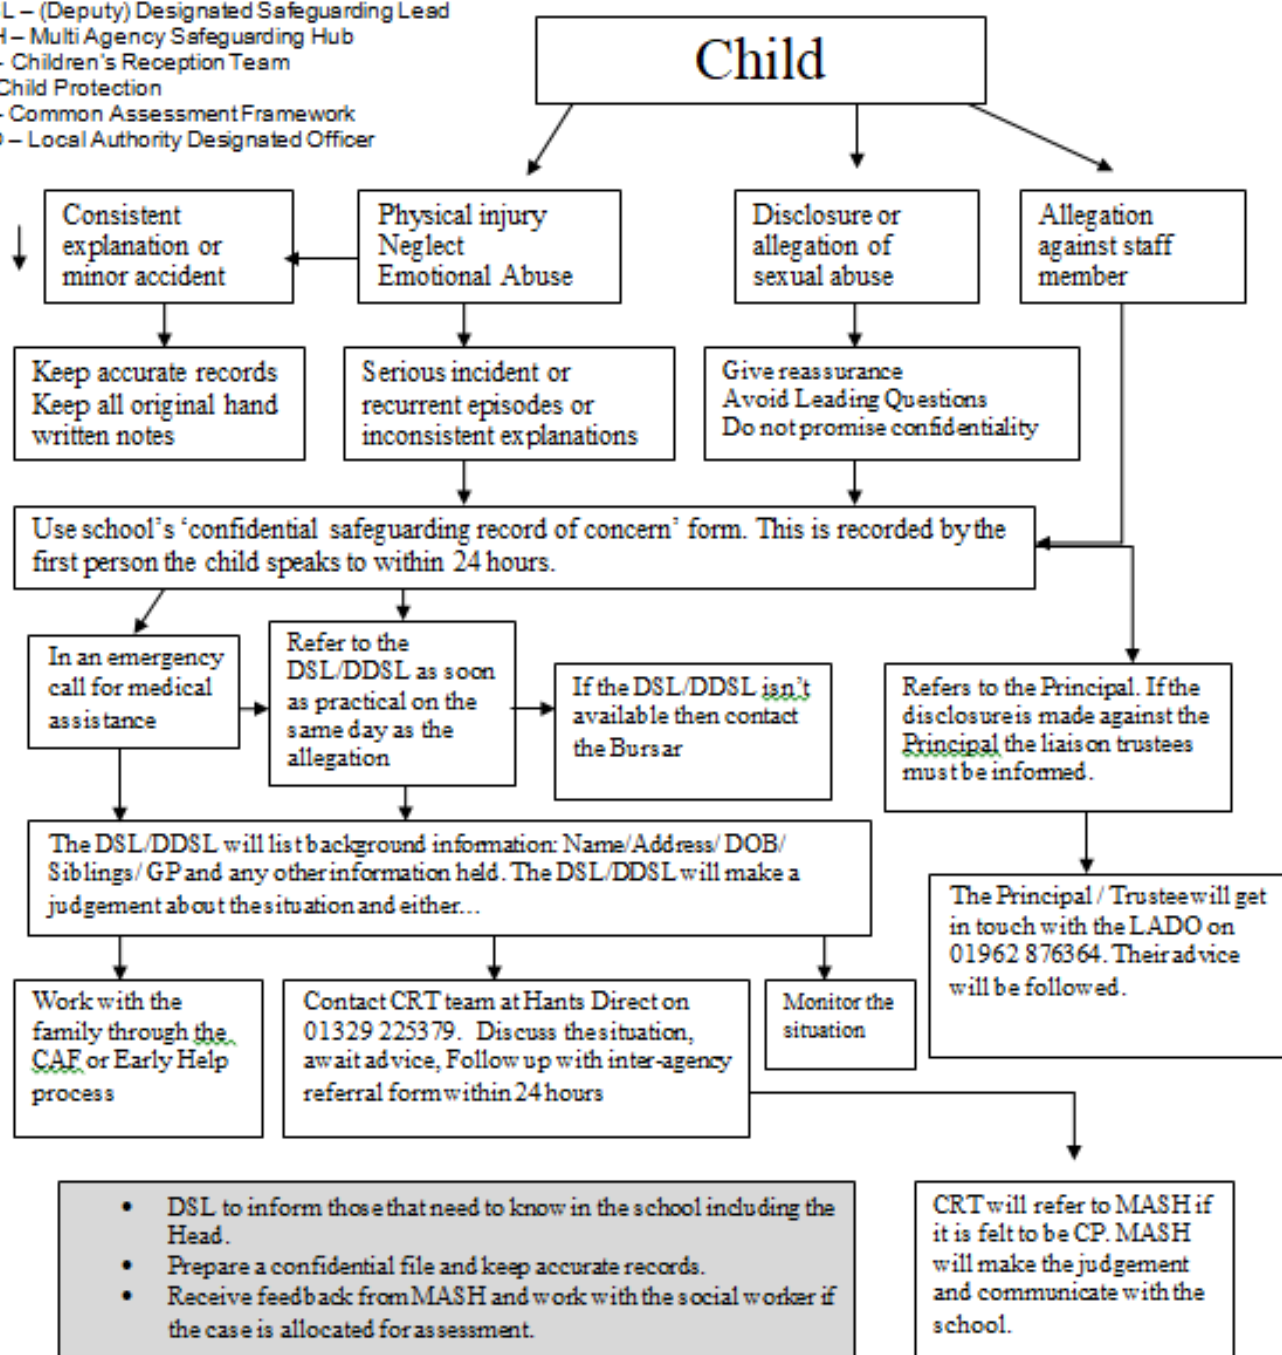 L – (Deputy) Designated Safeguarding Lead
H – Multi Agency Safeguarding Hub
- Children's Reception Team
Child Protection
- Common Assessment Framework
O – Local Authority Designated Officer
Child
Consistent
explanation or
minor accident
Physical injury
Neglect
Emotional Abuse
Disclosure or
allegation of
sexual abuse
Allegation
against staff
member
Keep accurate records
Keep all original hand
written notes
Serious incident or
recurrent episodes or
inconsistent explanations
Give reassurance
Avoid Leading Questions
Do not promise confidentiality
Use school's ‘confidential safeguarding record of concern’ form. This is recorded by the
first person the child speaks to within 24 hours.
In an emergency
call for medical
assistance
Refer to the
DSL/DDSL as soon
as practical on the
same day as the
allegation
If the DSL/DDSL isn't
available then contact
the Bursar
Refers to the Principal. If the
disclosure is made against the
Principal the liaison trustees
must be informed.
The DSL/DDSL will list background information: Name/Address/ DOB/
Siblings/ GP and any other information held. The DSL/DDSL will make a
judgement about the situation and either...
The Principal / Trustee will get
in touch with the LADO on
01962 876364. Their advice
will be followed.
Work with the
family through the
CAF or Early Help
process
Contact CRT team at Hants Direct on
01329 225379. Discuss the situation,
await advice, Follow up with inter-agency
referral form within 24 hours
Monitor the
situation
• DSL to inform those that need to know in the school including the
Head.
• Prepare a confidential file and keep accurate records.
• Receive feedback from MASH and work with the social worker if
the case is allocated for assessment.
CRT will refer to MASH if
it is felt to be CP. MASH
will make the judgement
and communicate with the
school.